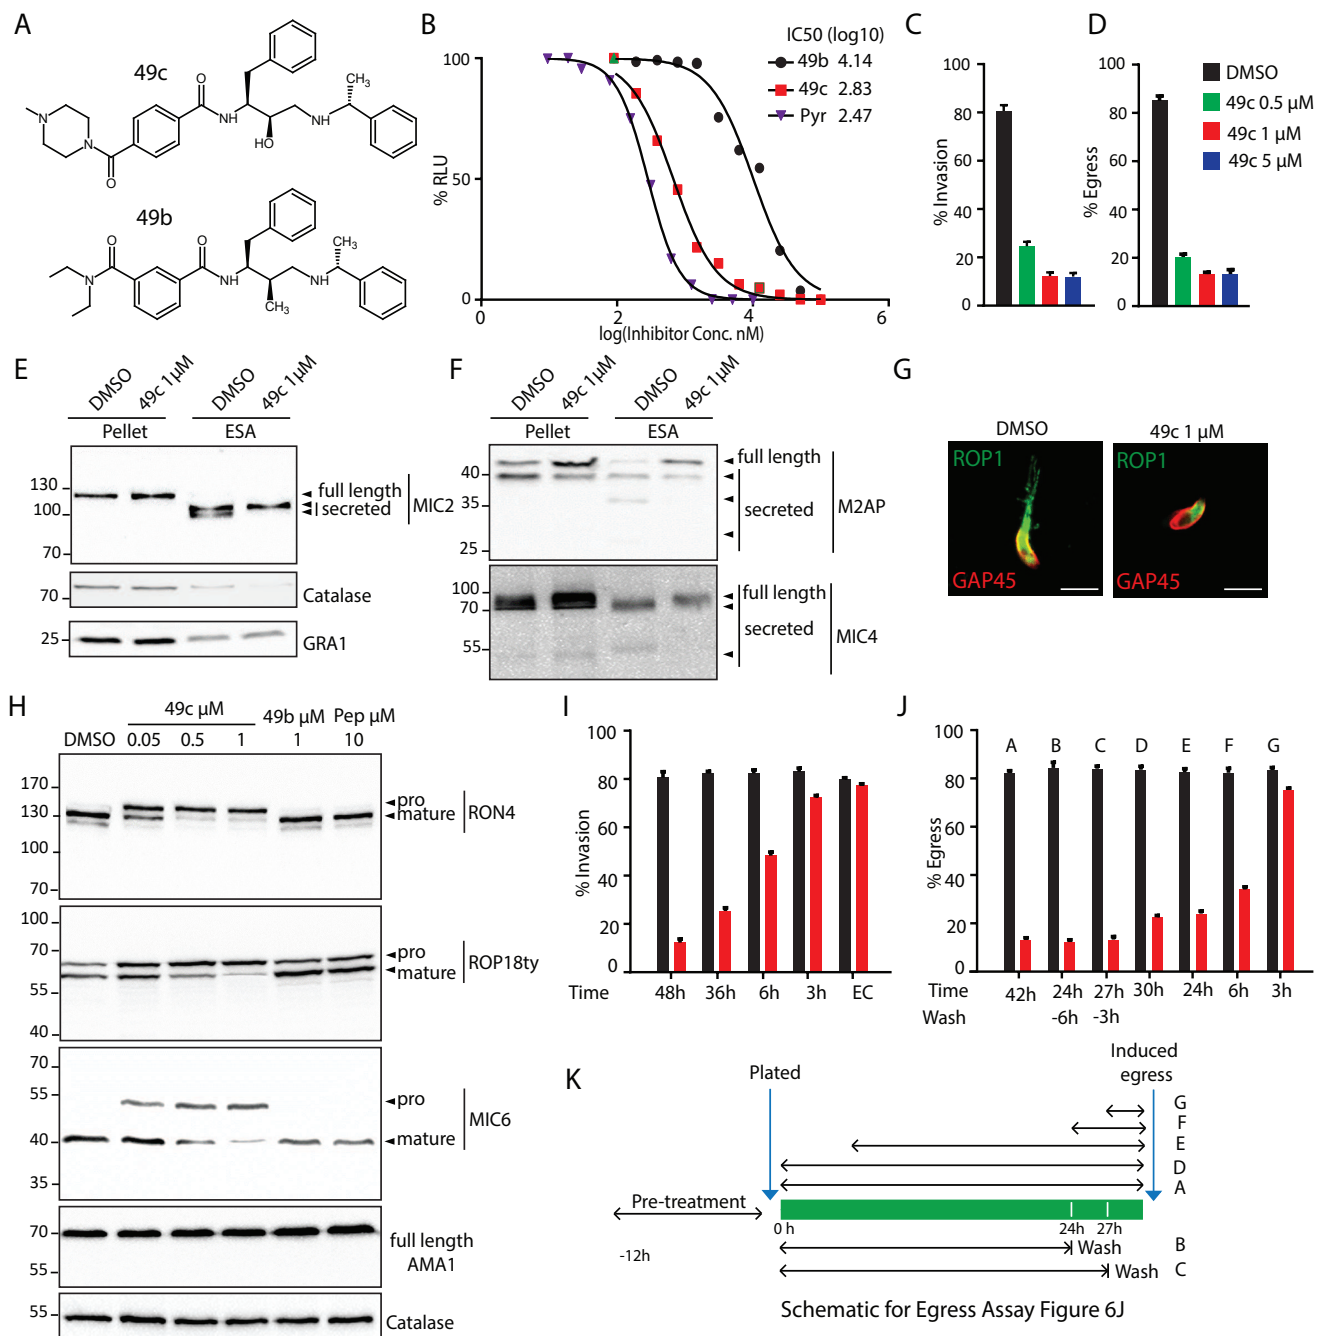 A
49c
O
CH3
N
H3C
NH
NH
HO
O
49b
O
O
CH3
N
NH
NH
CH3
B
IC50 (log10)
49b 4.14
49c 2.83
Pyr 2.47
% RLU
100
50
0
0
2
4
6
log(Inhibitor Conc. nM)
C
% Invasion
100
80
60
40
20
0
D
% Egress
100
80
60
40
20
0
DMSO
49c 0.5 µM
49c 1 µM
49c 5 µM
E
DMSO
49c 1µM
DMSO
49c 1µM
Pellet
ESA
130
100
70
full length
secreted
MIC2
70
Catalase
25
GRA1
F
DMSO
49c 1µM
DMSO
49c 1µM
Pellet
ESA
40
35
25
full length
secreted
M2AP
100
70
55
full length
secreted
MIC4
G
DMSO
49c 1 µM
ROP1
GAP45
ROP1
GAP45
H
49c µM
49b µM
Pep µM
DMSO
0.05
0.5
1
1
10
170
130
100
70
pro
mature
RON4
100
70
55
40
pro
mature
ROP18ty
70
55
40
35
pro
mature
MIC6
70
55
full length
AMA1
55
Catalase
I
% Invasion
100
80
60
40
20
0
Time
48h
36h
6h
3h
EC
J
% Egress
100
80
60
40
20
0
A
B
C
D
E
F
G
Time
42h
24h
27h
30h
24h
6h
3h
Wash
-6h
-3h
K
Plated
Induced
egress
G
F
E
D
A
Pre-treatment
-12h
0 h
24h
27h
Wash
B
Wash
C
Schematic for Egress Assay Figure 6J